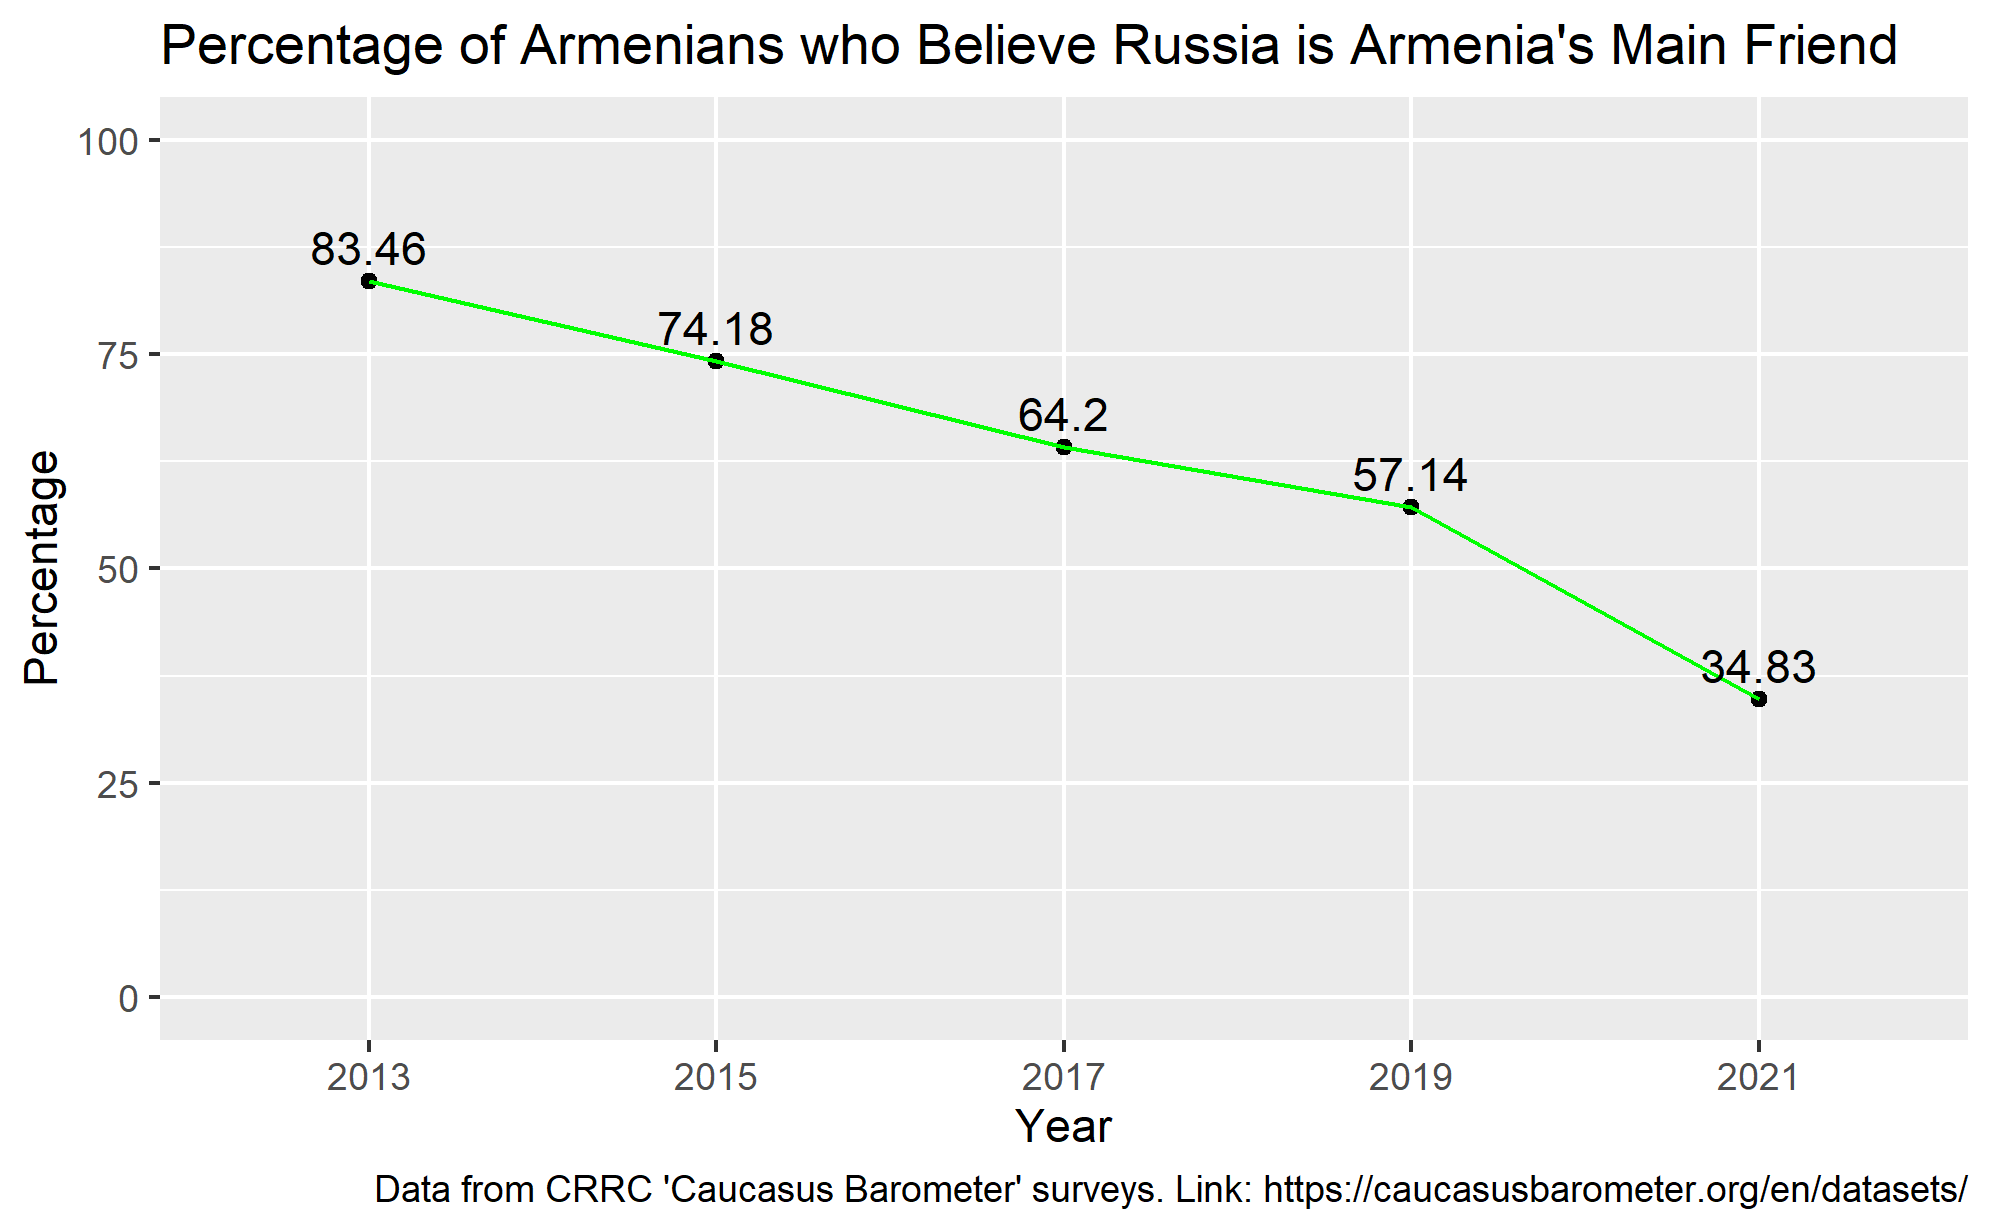 Percentage of Armenians who Believe Russia is Armenia's Main Friend
100
83.46
74.18
75
64.2
57.14
50
34.83
25
0
Percentage
2013 2015 2017 2019 2021
Year
Data from CRRC 'Caucasus Barometer' surveys. Link: https://caucasusbarometer.org/en/datasets/